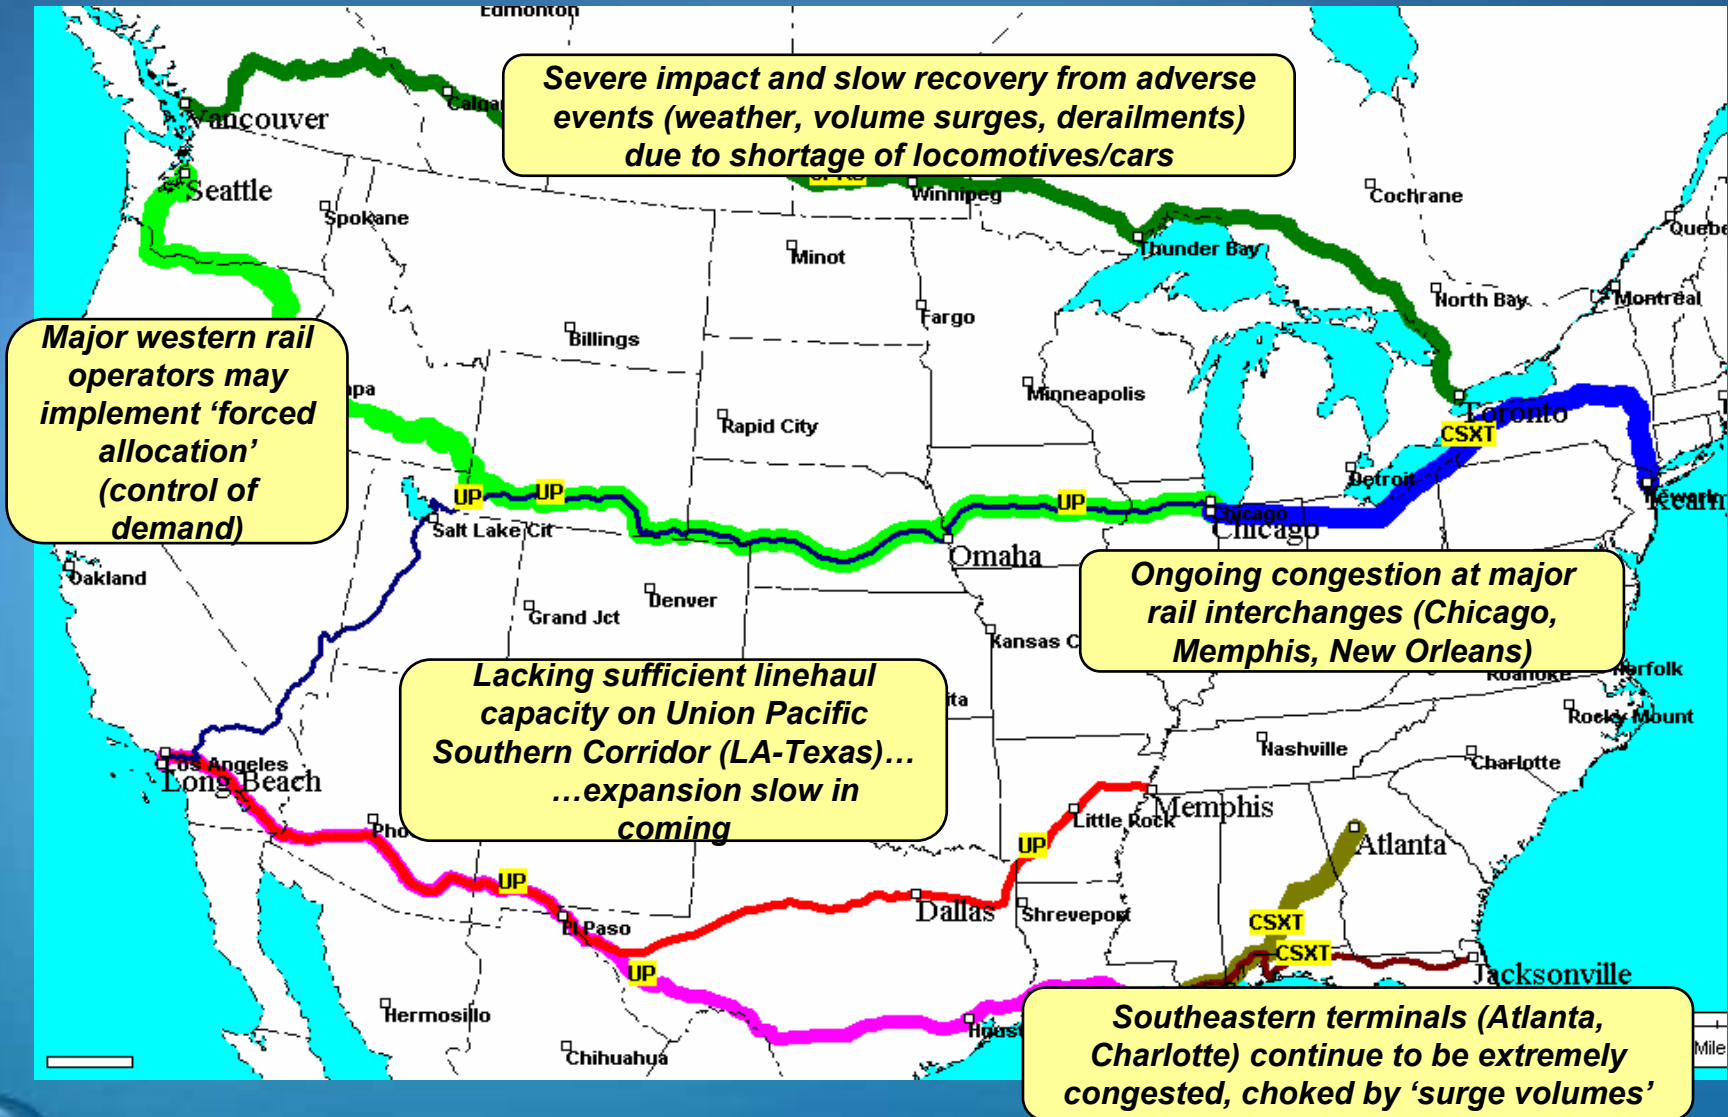 Edmonton
Severe impact and slow recovery from adverse
events (weather, volume surges, derailments)
due to shortage of locomotives/cars
Vancouver
Seattle
Spokane
Winnipeg
Cochrane
Minot
Thunder Bay
Fargo
North Bay
Montreal
Billings
Major western rail
operators may
implement ‘forced
allocation’
(control of
demand)
Minneapolis
Rapid City
Toronto
CSXT
Detroit
UP
UP
UP
Chicago
Chicago
Newark
Salt Lake Cit
Omaha
Oakland
Denver
Grand Jct
Ongoing congestion at major
rail interchanges (Chicago,
Memphis, New Orleans)
Kansas C
Roanoke
Norfolk
Rocky Mount
Lacking sufficient linehaul
capacity on Union Pacific
Southern Corridor (LA-Texas)…
…expansion slow in
coming
Los Angeles
Long Beach
Nashville
Charlotte
Pho
Memphis
Little Rock
UP
Atlanta
UP
Dallas
Shreveport
El Paso
CSXT
CSXT
UP
Jacksonville
Hermosillo
Houst
Chihuahua
Southeastern terminals (Atlanta,
Charlotte) continue to be extremely
congested, choked by ‘surge volumes’
Mile